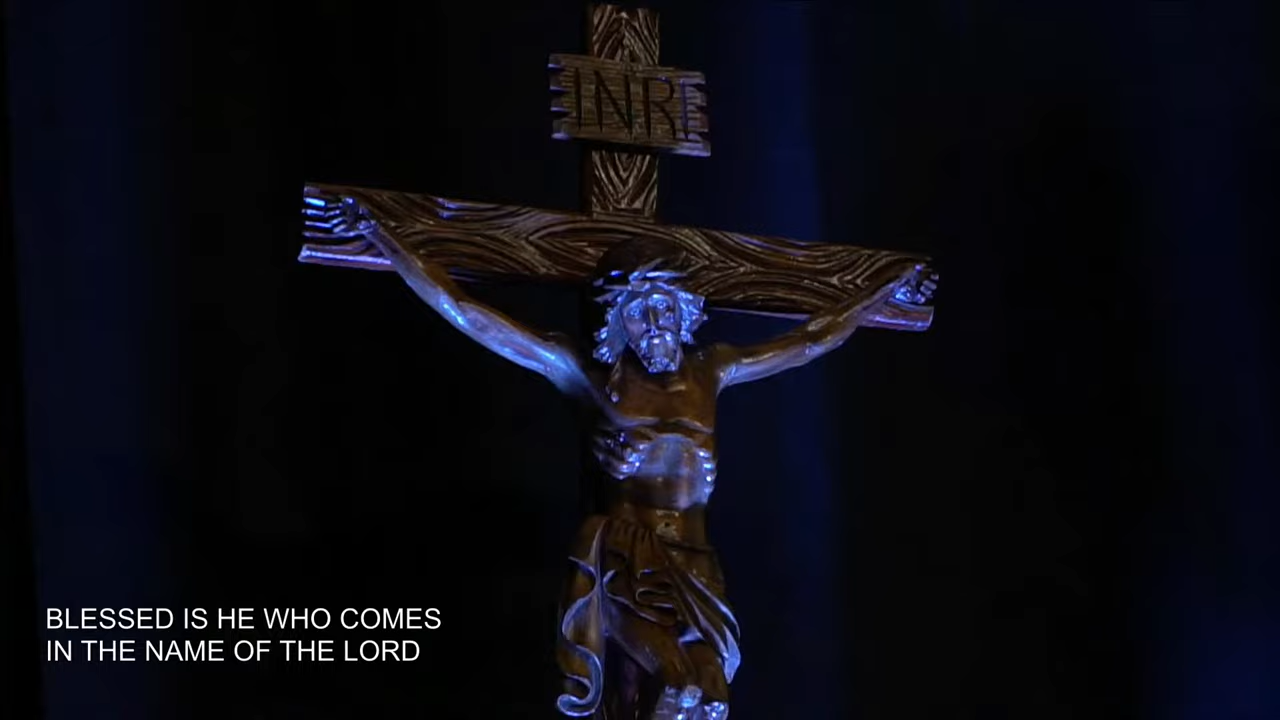 INRI
BLESSED IS HE WHO COMES
IN THE NAME OF THE LORD